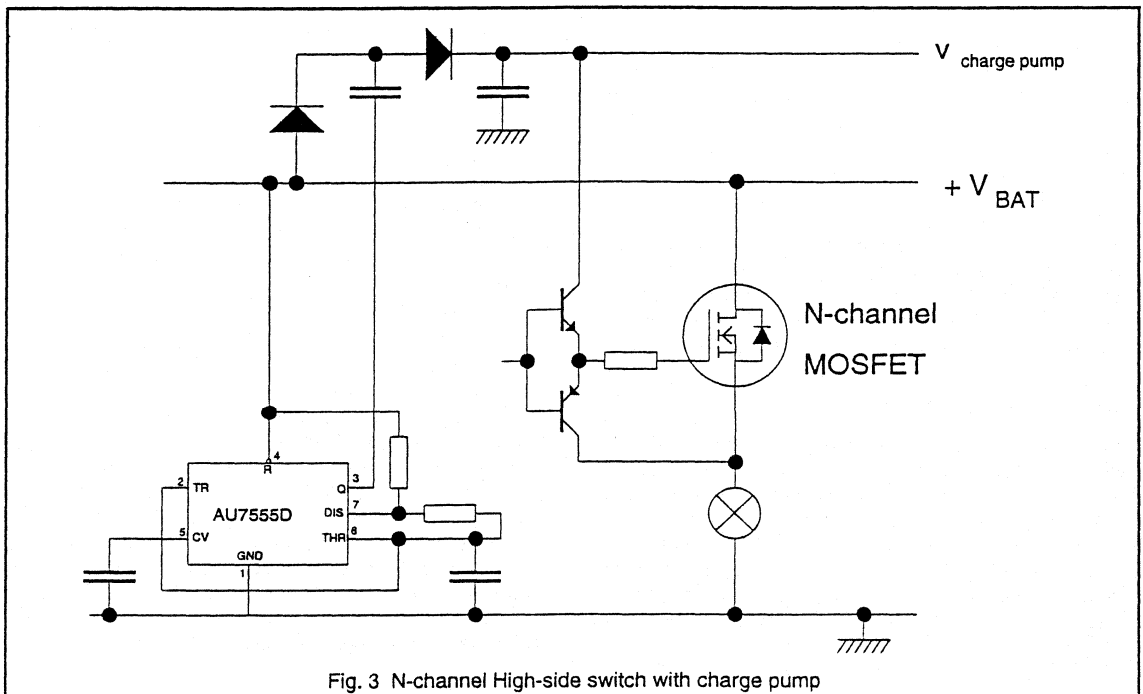 V charge pump
+ V BAT
N-channel
MOSFET
4
R
2 TR
Q 3
AU7555D
DIS 7
5 CV
THR 6
GND
1
Fig. 3 N-channel High-side switch with charge pump